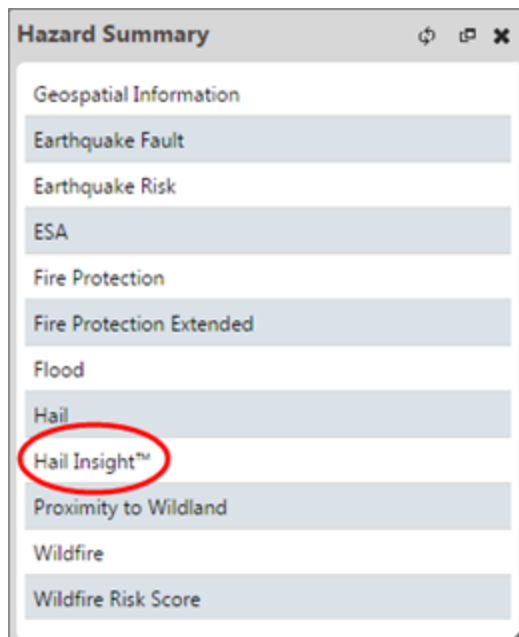 Hazard Summary
Geospatial Information
Earthquake Fault
Earthquake Risk
ESA
Fire Protection
Fire Protection Extended
Flood
Hail
Hail Insight™
Proximity to Wildland
Wildfire
Wildfire Risk Score